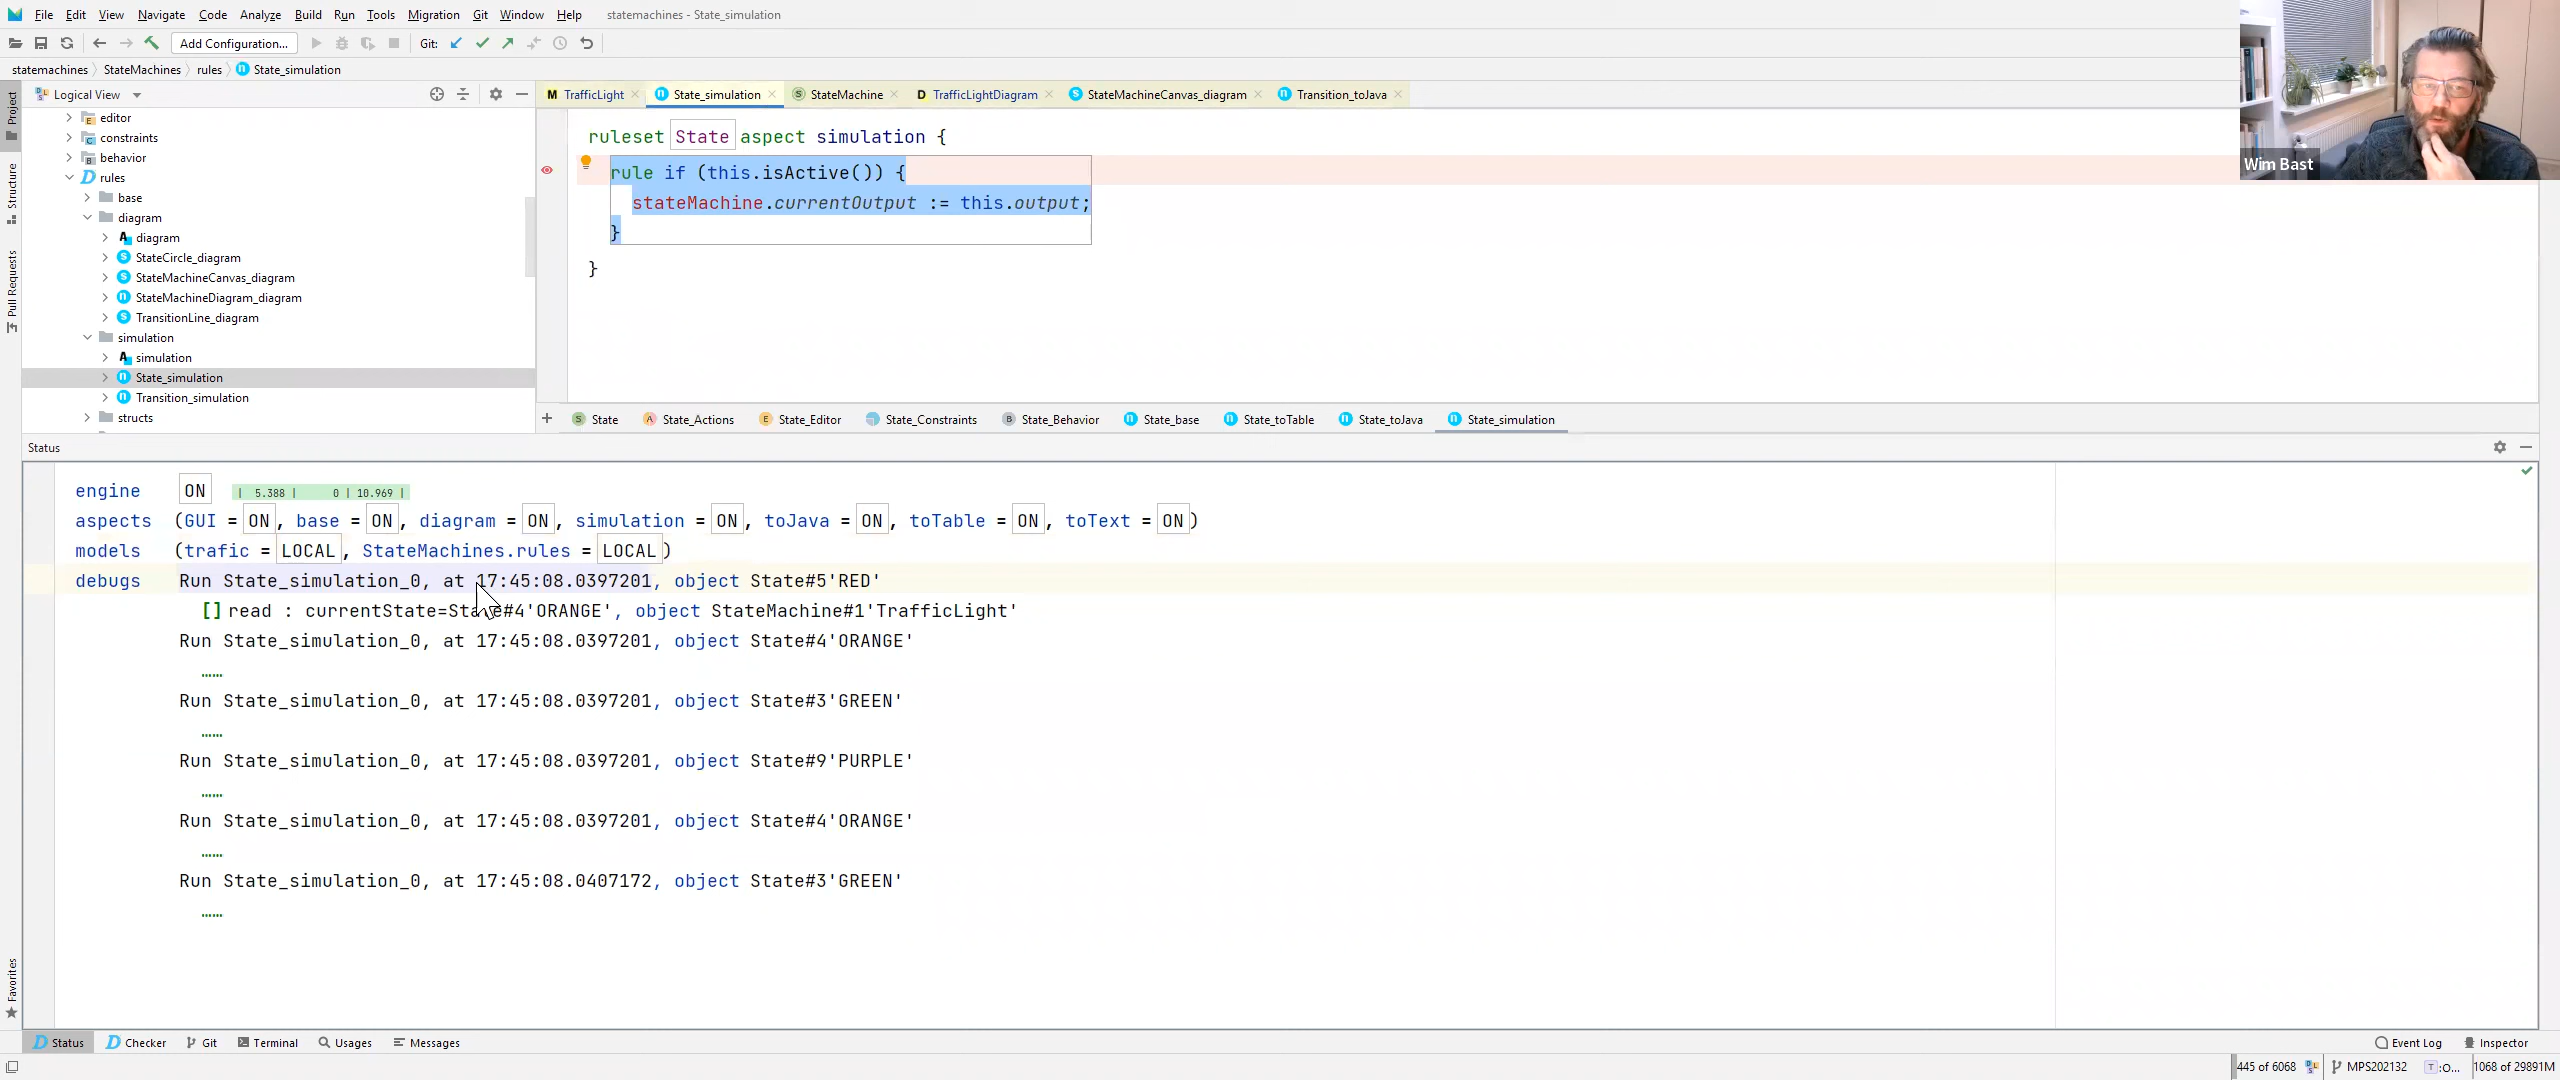 File Edit View Navigate Code Analyze Build Run Tools Migration Git Window Help statemachines - State_simulation
Add Configuration... Git:
statemachines StateMachines rules State_simulation
Project
Structure
Pull Requests
Favorites
Logical View
editor
constraints
behavior
rules
base
diagram
diagram
StateCircle_diagram
StateMachineCanvas_diagram
StateMachineDiagram_diagram
TransitionLine_diagram
simulation
simulation
State_simulation
Transition_simulation
structs
TrafficLight State_simulation StateMachine TrafficLightDiagram StateMachineCanvas_diagram Transition_toJava
ruleset State aspect simulation {
rule if (this.isActive()) {
stateMachine.currentOutput := this.output;
}
}
State State_Actions State_Editor State_Constraints State_Behavior State_base State_toTable State_toJava State_simulation
Wim Bast
Status
engine ON | 5.388 | 0 | 10.969 |
aspects (GUI = ON, base = ON, diagram = ON, simulation = ON, toJava = ON, toTable = ON, toText = ON)
models (trafic = LOCAL, StateMachines.rules = LOCAL)
debugs Run State_simulation_0, at 17:45:08.0397201, object State#5'RED'
[] read : currentState=State#4'ORANGE', object StateMachine#1'TrafficLight'
Run State_simulation_0, at 17:45:08.0397201, object State#4'ORANGE'
……
Run State_simulation_0, at 17:45:08.0397201, object State#3'GREEN'
……
Run State_simulation_0, at 17:45:08.0397201, object State#9'PURPLE'
……
Run State_simulation_0, at 17:45:08.0397201, object State#4'ORANGE'
……
Run State_simulation_0, at 17:45:08.0407172, object State#3'GREEN'
……
Status Checker Git Terminal Usages Messages Event Log Inspector
445 of 6068 MPS202132 T :O... 1068 of 29891M